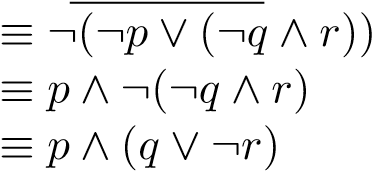 ≡ ¬(¬p ∨ (¬q ∧ r))
≡ p ∧ ¬(¬q ∧ r)
≡ p ∧ (q ∨ ¬r)